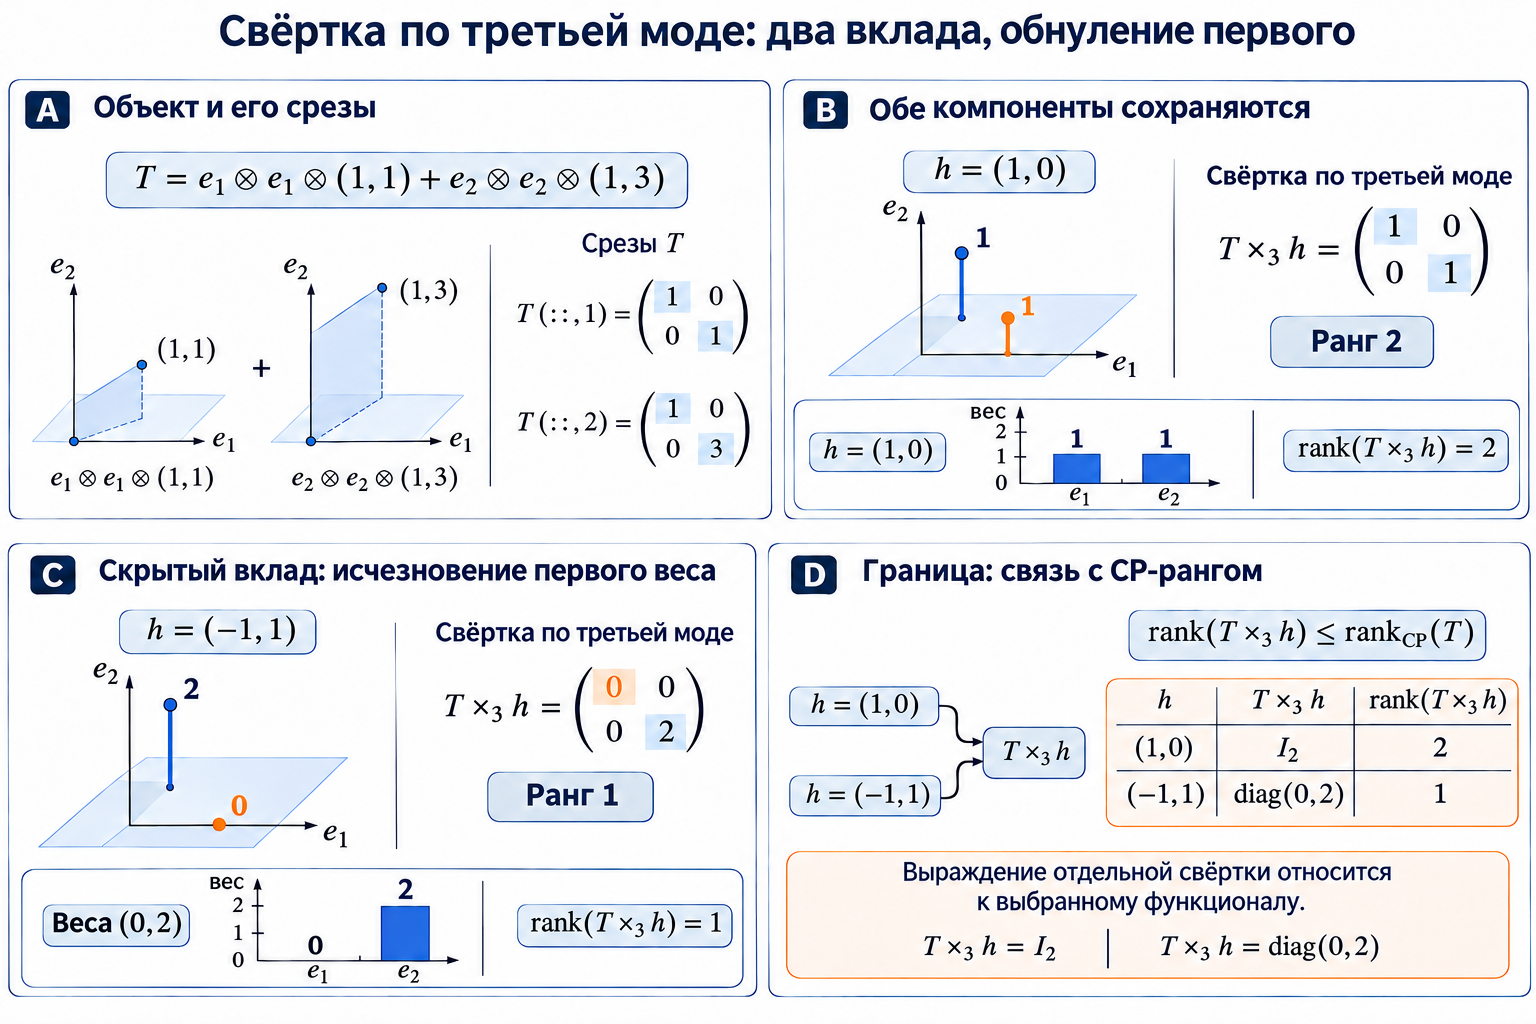 Свёртка по третьей моде: два вклада, обнуление первого
A Объект и его срезы
T = e₁ ⊗ e₁ ⊗ (1, 1) + e₂ ⊗ e₂ ⊗ (1, 3)
e₂
(1, 1)
e₁
e₁ ⊗ e₁ ⊗ (1, 1)
+
e₂
(1, 3)
e₁
e₂ ⊗ e₂ ⊗ (1, 3)
Срезы T
T(::, 1) = (1 0
0 1)
T(::, 2) = (1 0
0 3)
B Обе компоненты сохраняются
h = (1, 0)
e₂
1
1
e₁
Свёртка по третьей моде
T ×₃ h = (1 0
0 1)
Ранг 2
h = (1, 0)
вес
2
1
0
1 1
e₁ e₂
rank(T ×₃ h) = 2
C Скрытый вклад: исчезновение первого веса
h = (−1, 1)
e₂
2
0
e₁
Свёртка по третьей моде
T ×₃ h = (0 0
0 2)
Ранг 1
Веса (0, 2)
вес
2
1
0
0 2
e₁ e₂
rank(T ×₃ h) = 1
D Граница: связь с CP-рангом
rank(T ×₃ h) ≤ rank_CP(T)
h = (1, 0)
h = (−1, 1)
T ×₃ h
h T ×₃ h rank(T ×₃ h)
(1, 0) I₂ 2
(−1, 1) diag(0, 2) 1
Выражение отдельной свёртки относится
к выбранному функционалу.
T ×₃ h = I₂ T ×₃ h = diag(0, 2)